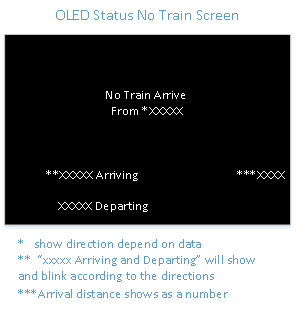 OLED Status No Train Screen
No Train Arrive
From *XXXXX
**XXXXX Arriving ***XXXX
XXXXX Departing
* show direction depend on data
** “xxxxx Arriving and Departing” will show
and blink according to the directions
***Arrival distance shows as a number